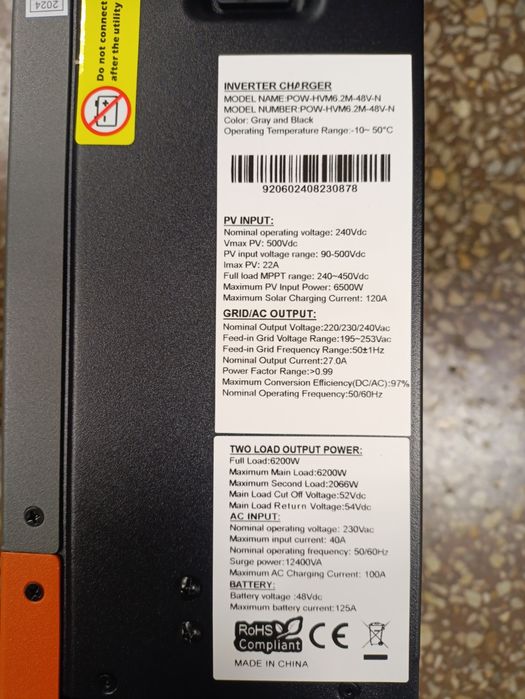 2024
Do not connect
after the utility
INVERTER CHARGER
MODEL NAME:POW-HVM6.2M-48V-N
MODEL NUMBER:POW-HVM6.2M-48V-N
Color: Gray and Black
Operating Temperature Range:-10~ 50°C
920602408230878
PV INPUT:
Nominal operating voltage: 240Vdc
Vmax PV: 500Vdc
PV input voltage range: 90-500Vdc
Imax PV: 22A
Full load MPPT range: 240~450Vdc
Maximum PV Input Power: 6500W
Maximum Solar Charging Current: 120A
GRID/AC OUTPUT:
Nominal Output Voltage:220/230/240Vac
Feed-in Grid Voltage Range:195~253Vac
Feed-in Grid Frequency Range:50±1Hz
Nominal Output Current:27.0A
Power Factor Range:>0.99
Maximum Conversion Efficiency(DC/AC):97%
Nominal Operating Frequency:50/60Hz
TWO LOAD OUTPUT POWER:
Full Load:6200W
Maximum Main Load:6200W
Maximum Second Load:2066W
Main Load Cut Off Voltage:52Vdc
Main Load Return Voltage:54Vdc
AC INPUT:
Nominal operating voltage: 230Vac
Maximum input current: 40A
Nominal operating frequency: 50/60Hz
Surge power:12400VA
Maximum AC Charging Current: 100A
BATTERY:
Battery voltage :48Vdc
Maximum battery current:125A
RoHS
Compliant
CE
MADE IN CHINA